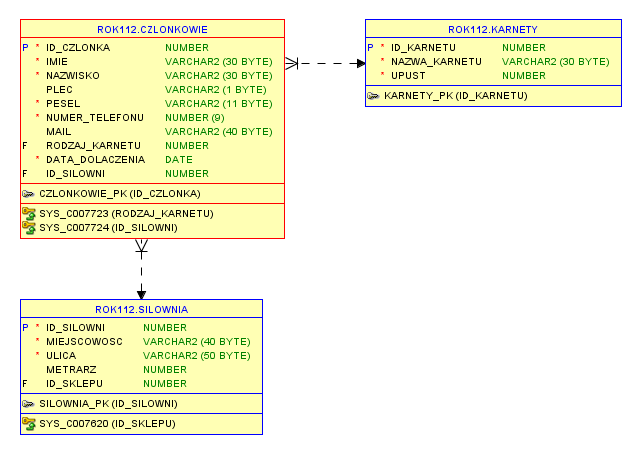 ROK112.CZLONKOWIE
P * ID_CZLONKA NUMBER
* IMIE VARCHAR2 (30 BYTE)
* NAZWISKO VARCHAR2 (30 BYTE)
PLEC VARCHAR2 (1 BYTE)
* PESEL VARCHAR2 (11 BYTE)
* NUMER_TELEFONU NUMBER (9)
MAIL VARCHAR2 (40 BYTE)
F RODZAJ_KARNETU NUMBER
* DATA_DOLACZENIA DATE
F ID_SILOWNI NUMBER
CZLONKOWIE_PK (ID_CZLONKA)
SYS_C007723 (RODZAJ_KARNETU)
SYS_C007724 (ID_SILOWNI)
ROK112.KARNETY
P * ID_KARNETU NUMBER
* NAZWA_KARNETU VARCHAR2 (30 BYTE)
* UPUST NUMBER
KARNETY_PK (ID_KARNETU)
ROK112.SILOWNIA
P * ID_SILOWNI NUMBER
* MIEJSCOWOSC VARCHAR2 (40 BYTE)
* ULICA VARCHAR2 (50 BYTE)
METRARZ NUMBER
F ID_SKLEPU NUMBER
SILOWNIA_PK (ID_SILOWNI)
SYS_C007620 (ID_SKLEPU)